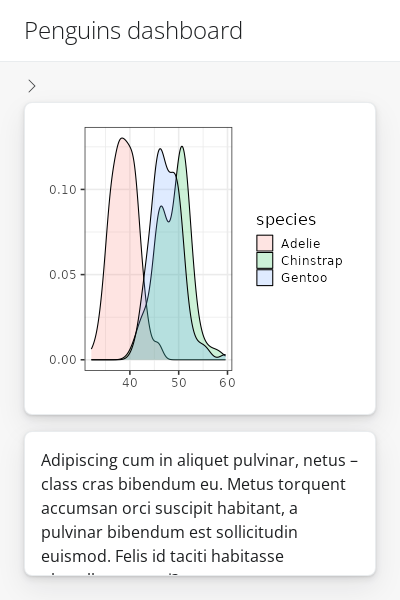 Penguins dashboard
0.10
0.05
0.00
40 50 60
species
Adelie
Chinstrap
Gentoo
Adipiscing cum in aliquet pulvinar, netus –
class cras bibendum eu. Metus torquent
accumsan orci suscipit habitant, a
pulvinar bibendum est sollicitudin
euismod. Felis id taciti habitasse